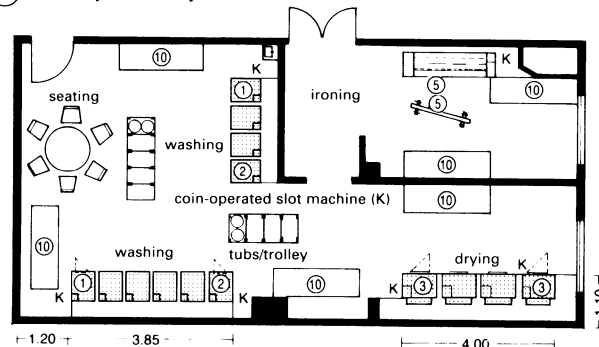 10
K
K
seating
1
ironing
5
5
10
washing
2
10
coin-operated slot machine (K)
10
10
washing
tubs/trolley
drying
K
1
2
K
10
K
3
3
K
1.20
3.85
4.00